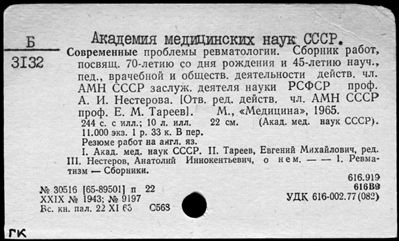 Б
3132
Академия медицинских наук СССР.
Современные проблемы ревматологии. Сборник работ,
посвящ. 70-летию со дня рождения и 45-летию науч.,
пед., врачебной и обществ. деятельности действ. чл.
АМН СССР заслуж. деятеля науки РСФСР проф.
А. И. Нестерова. [Отв. ред. действ. чл. АМН СССР
проф. Е. М. Тареев]. М., «Медицина», 1965.
244 с. с илл.; 10 л. илл. 22 см. (Акад. мед. наук СССР).
11.000 экз. 1 р. 33 к. В пер.
Резюме работ на англ. яз.
I. Акад. мед. наук СССР. II. Тареев, Евгений Михайлович, ред.
III. Нестеров, Анатолий Иннокентьевич, о нем. — — 1. Ревма-
тизм — Сборники.
616.919
616В9
№ 30516 [65-89501] п 22
XXIX № 1943; № 9197
УДК 616-002.77(082)
Вс. кн. пал. 22 XI 65 С568
ГК